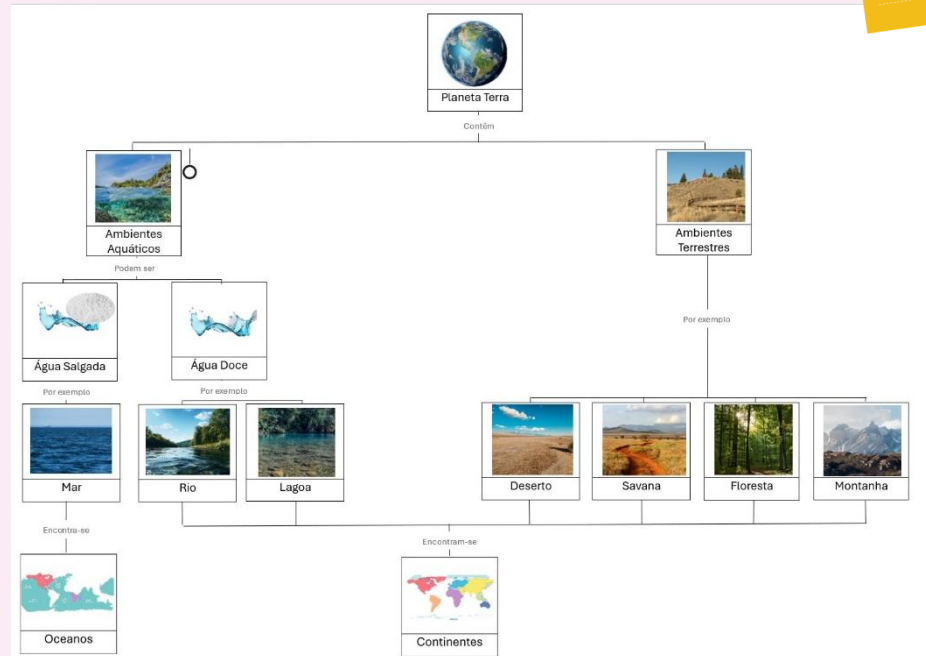 Planeta Terra
Contêm
Ambientes
Aquáticos
Ambientes
Terrestres
Podem ser
Por exemplo
Água Salgada
Água Doce
Por exemplo
Por exemplo
Mar
Rio
Lagoa
Deserto
Savana
Floresta
Montanha
Encontra-se
Encontram-se
Oceanos
Continentes